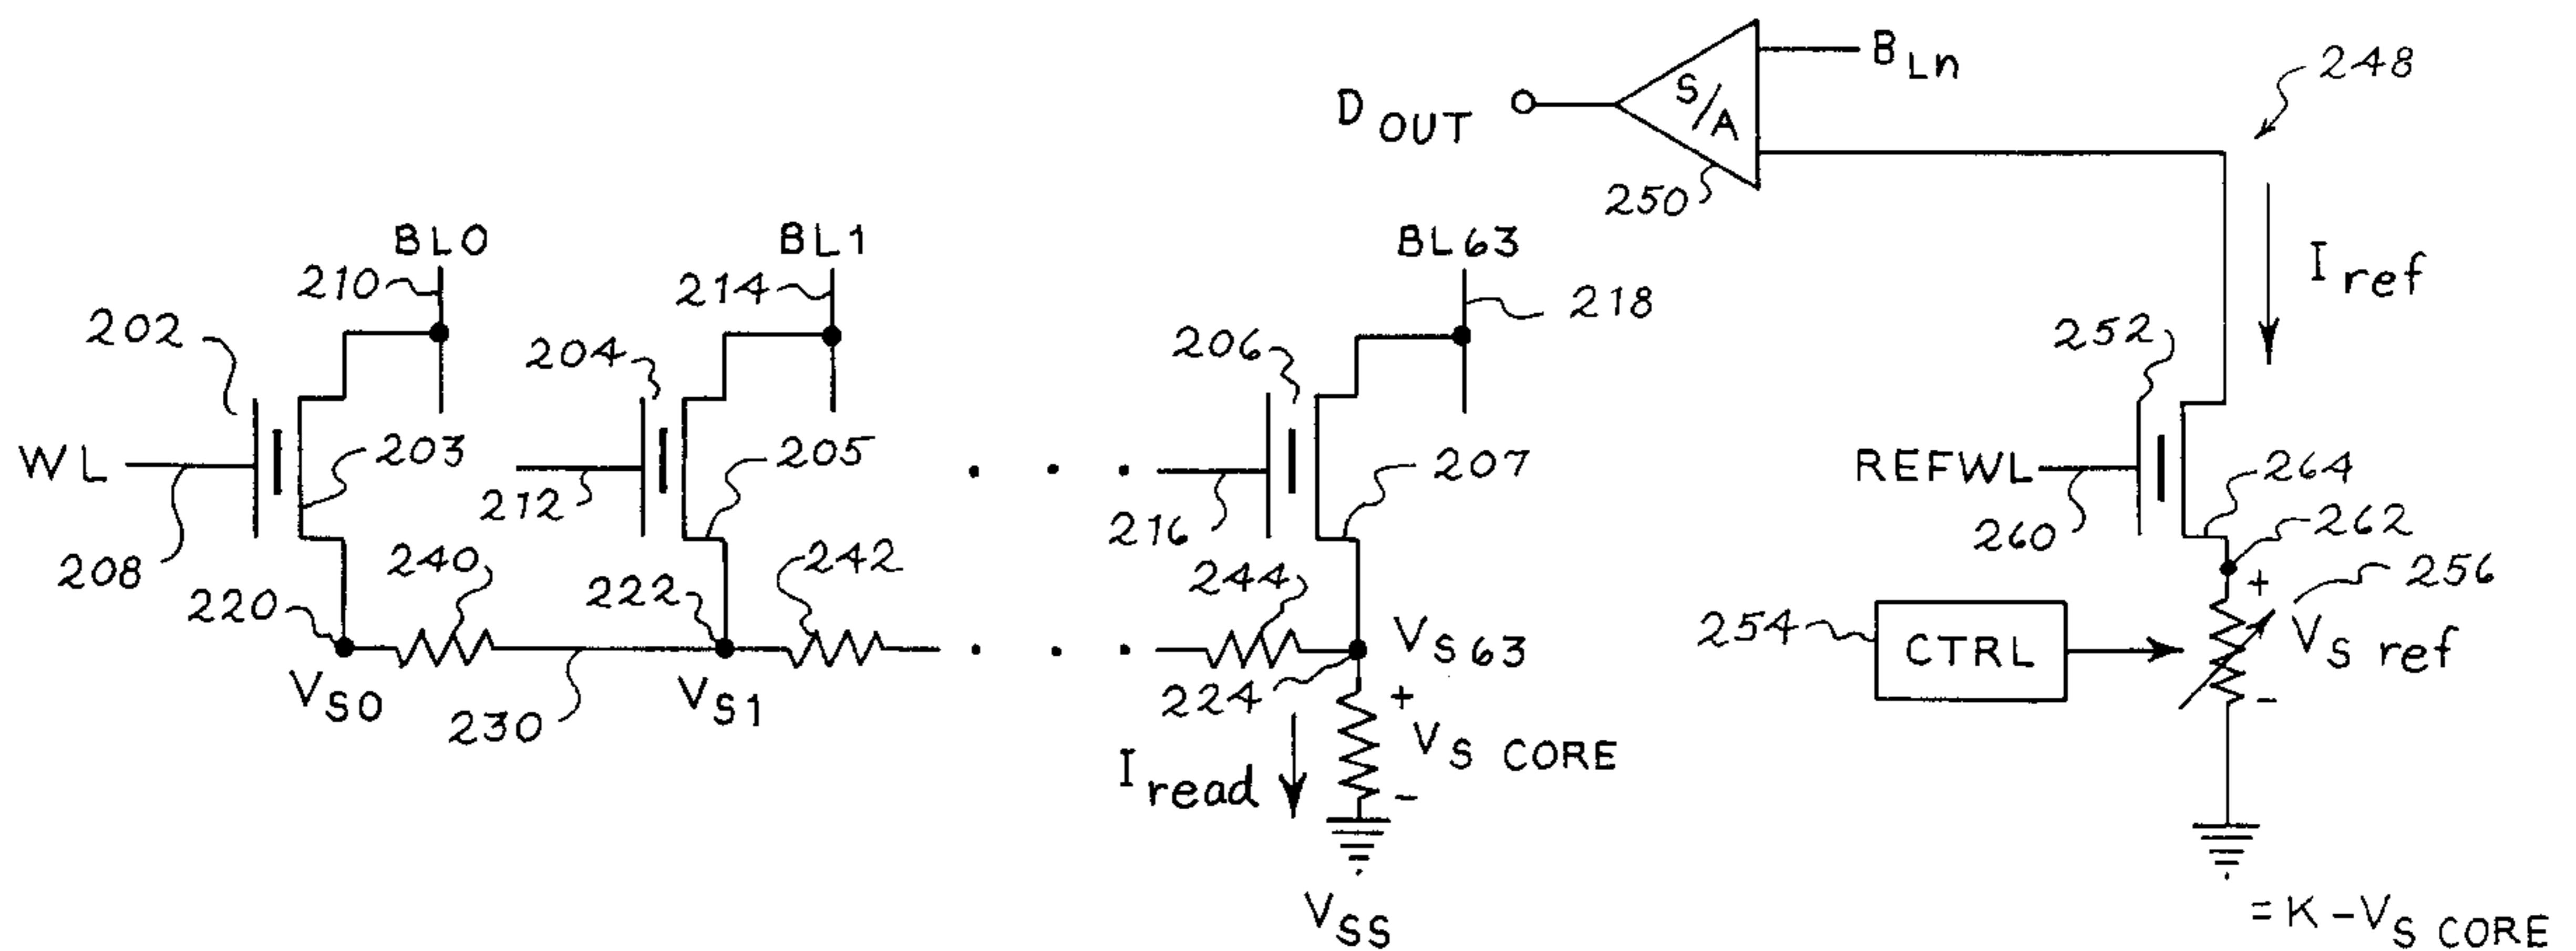 B Ln
248
D OUT
S/A
250
I ref
BL0
BL1
BL63
210
214
218
202
204
206
252
WL
203
205
207
REFWL
264
208
212
216
260
262
220
240
222
242
244
254
CTRL
+
256
V S0
230
V S1
224
V S63
V S ref
-
I read
+
V S CORE
-
V SS
= K - V S CORE